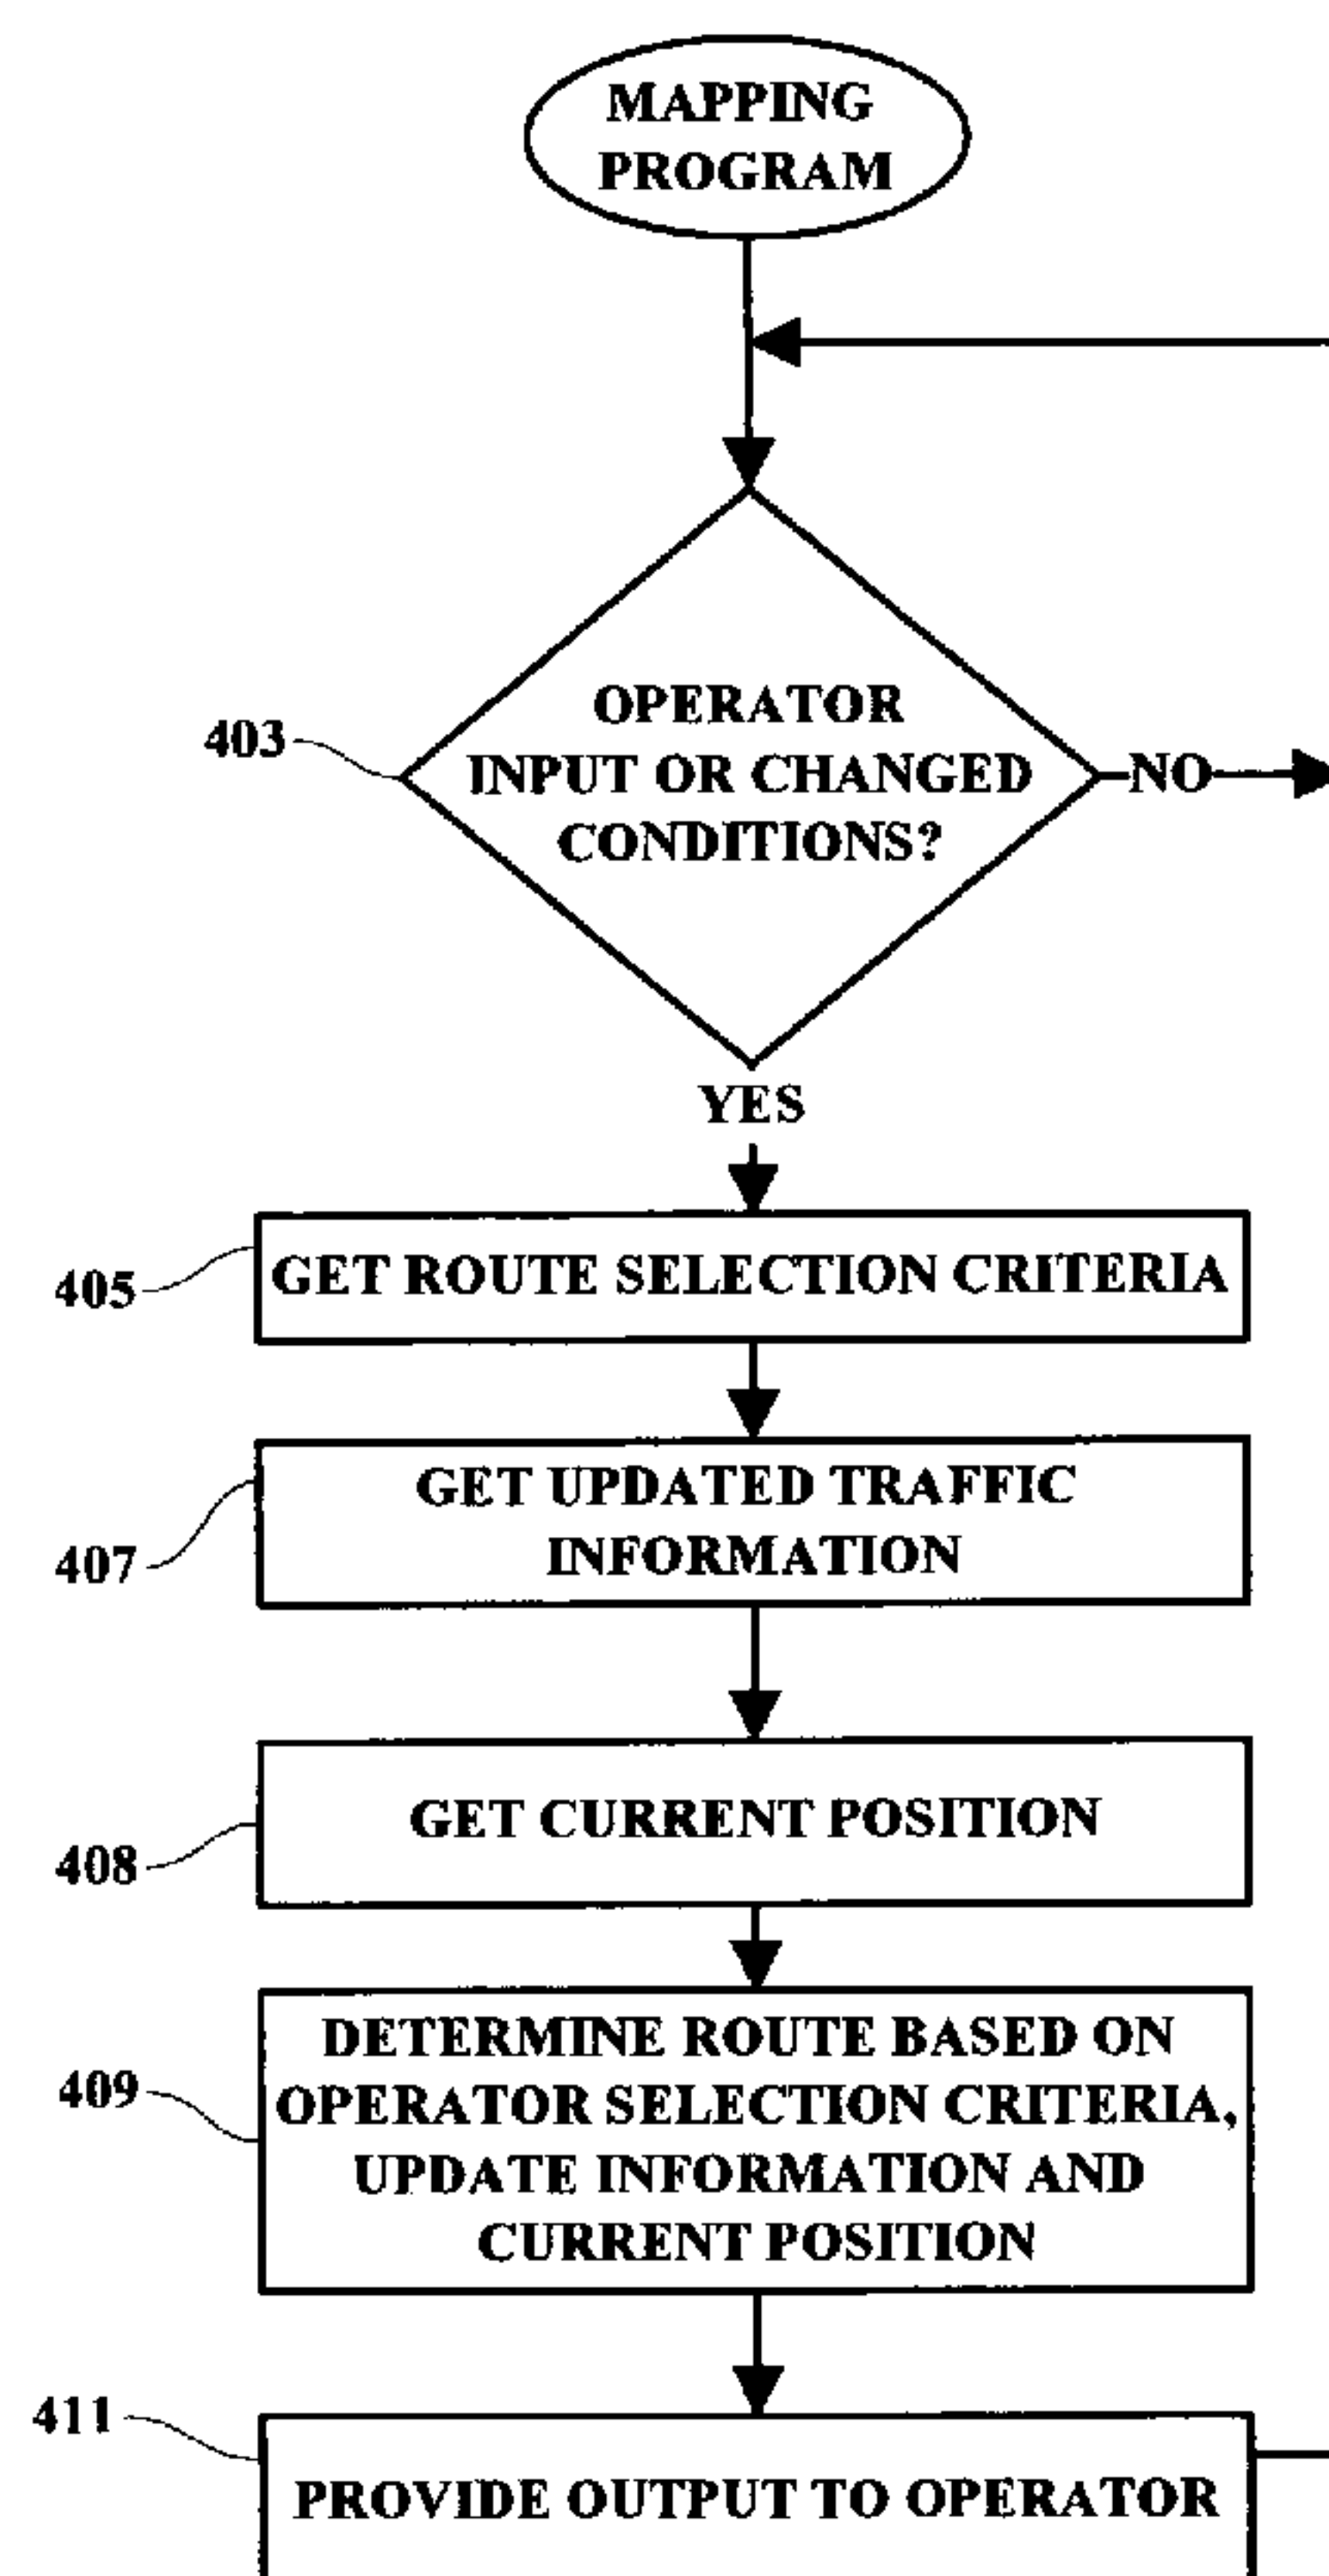 MAPPING
PROGRAM
OPERATOR
INPUT OR CHANGED
CONDITIONS?
403
NO
YES
GET ROUTE SELECTION CRITERIA
405
GET UPDATED TRAFFIC
INFORMATION
407
GET CURRENT POSITION
408
DETERMINE ROUTE BASED ON
OPERATOR SELECTION CRITERIA,
UPDATE INFORMATION AND
CURRENT POSITION
409
411
PROVIDE OUTPUT TO OPERATOR